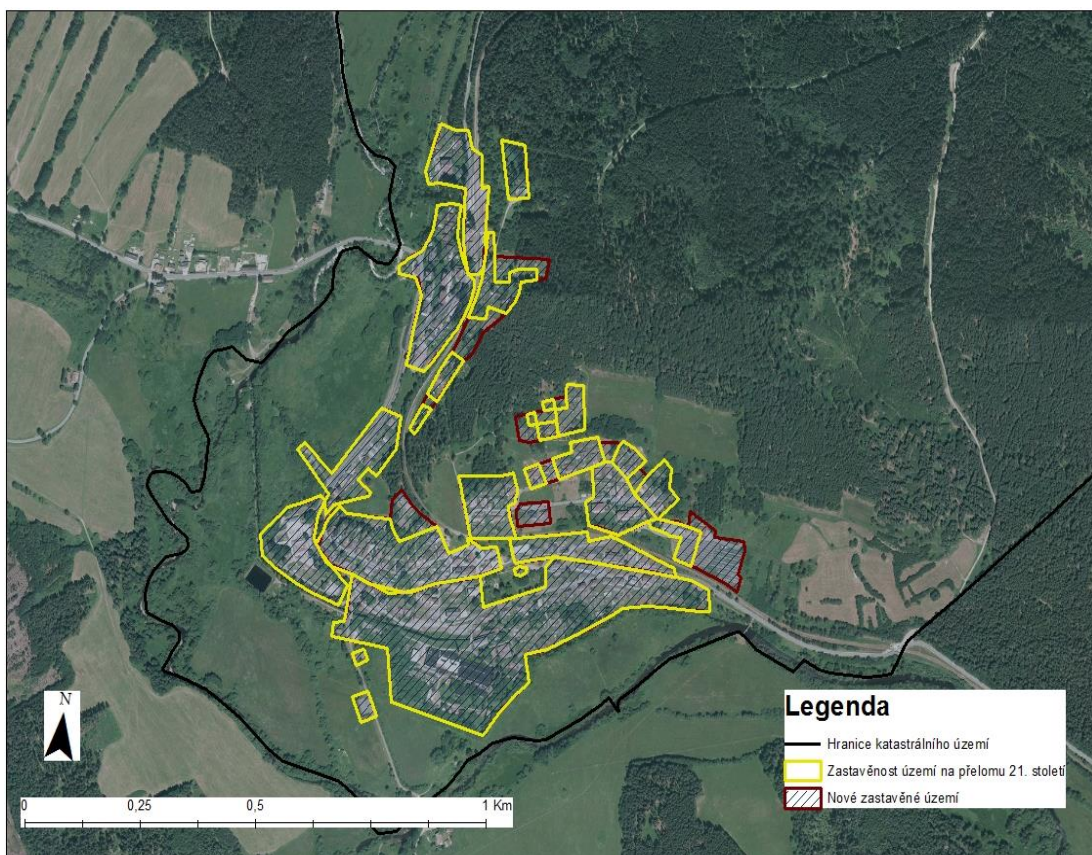 N
0 0,25 0,5 1 Km
Legenda
Hranice katastrálního území
Zastavěnost území na přelomu 21. století
Nové zastavěné území